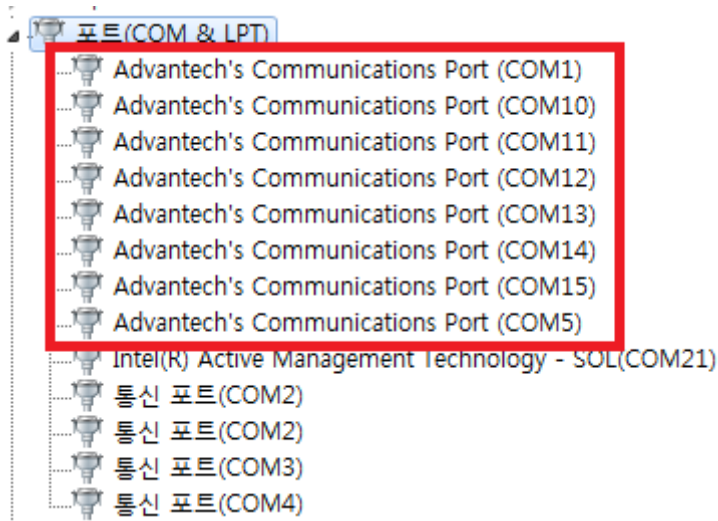 포트(COM & LPT)
Advantech's Communications Port (COM1)
Advantech's Communications Port (COM10)
Advantech's Communications Port (COM11)
Advantech's Communications Port (COM12)
Advantech's Communications Port (COM13)
Advantech's Communications Port (COM14)
Advantech's Communications Port (COM15)
Advantech's Communications Port (COM5)
Intel(R) Active Management Technology - SOL(COM21)
통신 포트(COM2)
통신 포트(COM2)
통신 포트(COM3)
통신 포트(COM4)